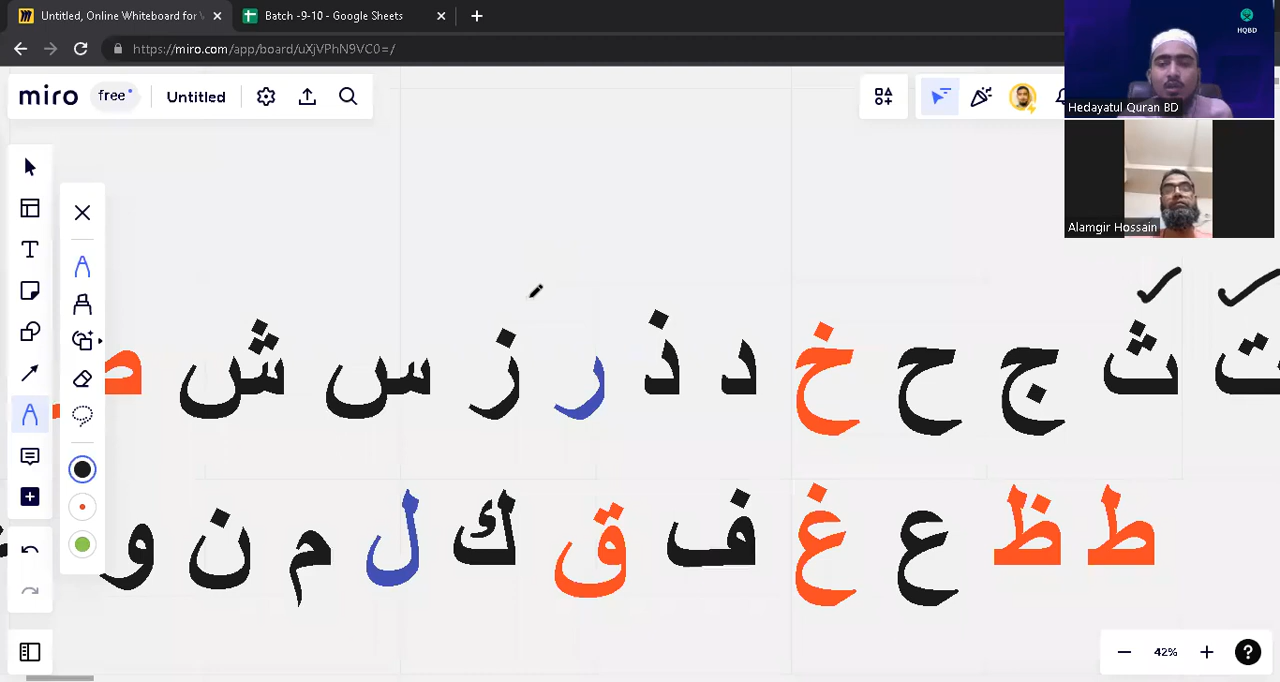 Untitled, Online Whiteboard for V
Batch -9-10 - Google Sheets
https://miro.com/app/board/uXjVPhN9VC0=/
miro free Untitled
HQBD
Hedayatul Quran BD
Alamgir Hossain
ت ث ج ح خ د ذ ر ز س ش
ط ظ ع غ ف ق ك ل م ن و
T
42%
?